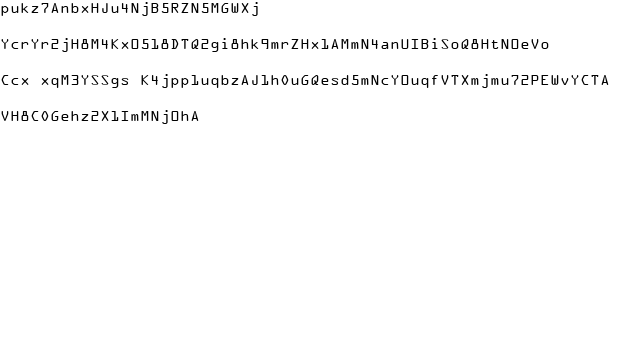 pukz7AnbxHJu4NjB5RZN5MGWXj
YcrYr2jH8M4KxO518DTQ2gi8hk9mrZHx1AMmN4anUIBiSoQ8HtNOeVo
Ccx xqM3YSSgs K4jpp1uqbzAJ1h0uGQesd5mNcYOuqfVTXmjmu72PEWvYCTA
VH8C0Gehz2X1ImMNjOhA